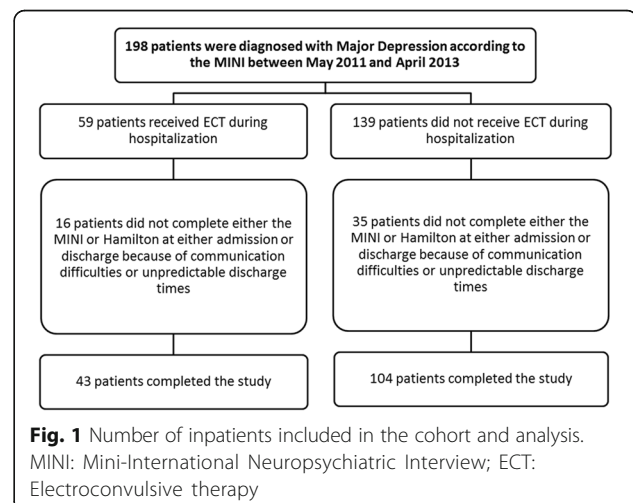 198 patients were diagnosed with Major Depression according to
the MINI between May 2011 and April 2013
59 patients received ECT during
hospitalization
139 patients did not receive ECT during
hospitalization
16 patients did not complete either the
MINI or Hamilton at either admission or
discharge because of communication
difficulties or unpredictable discharge
times
35 patients did not complete either the
MINI or Hamilton at either admission or
discharge because of communication
difficulties or unpredictable discharge
times
43 patients completed the study
104 patients completed the study
Fig. 1 Number of inpatients included in the cohort and analysis.
MINI: Mini-International Neuropsychiatric Interview; ECT:
Electroconvulsive therapy